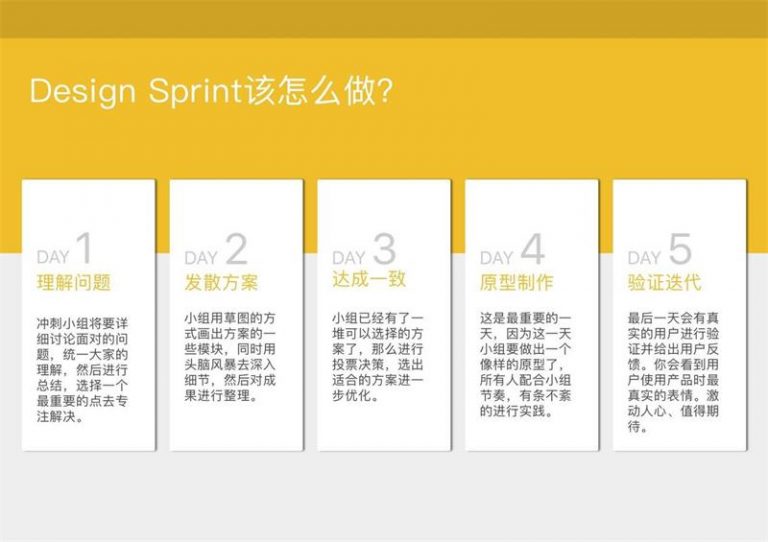 Design Sprint该怎么做?
DAY 1
理解问题
冲刺小组将要详
细讨论面对的问
题，统一大家的
理解，然后进行
总结，选择一个
最重要的点去专
注解决。
DAY 2
发散方案
小组用草图的方
式画出方案的一
些模块，同时用
头脑风暴去深入
细节，然后对成
果进行整理。
DAY 3
达成一致
小组已经有了一
堆可以选择的方
案了，那么进行
投票决策，选出
适合的方案进一
步优化。
DAY 4
原型制作
这是最重要的一
天，因为这一天
小组要做出一个
像样的原型了，
所有人配合小组
节奏，有条不紊
的进行实践。
DAY 5
验证迭代
最后一天会有真
实的用户进行验
证并给出用户反
馈。你会看到用
户使用产品时最
真实的表情。激
动人心、值得期
待。